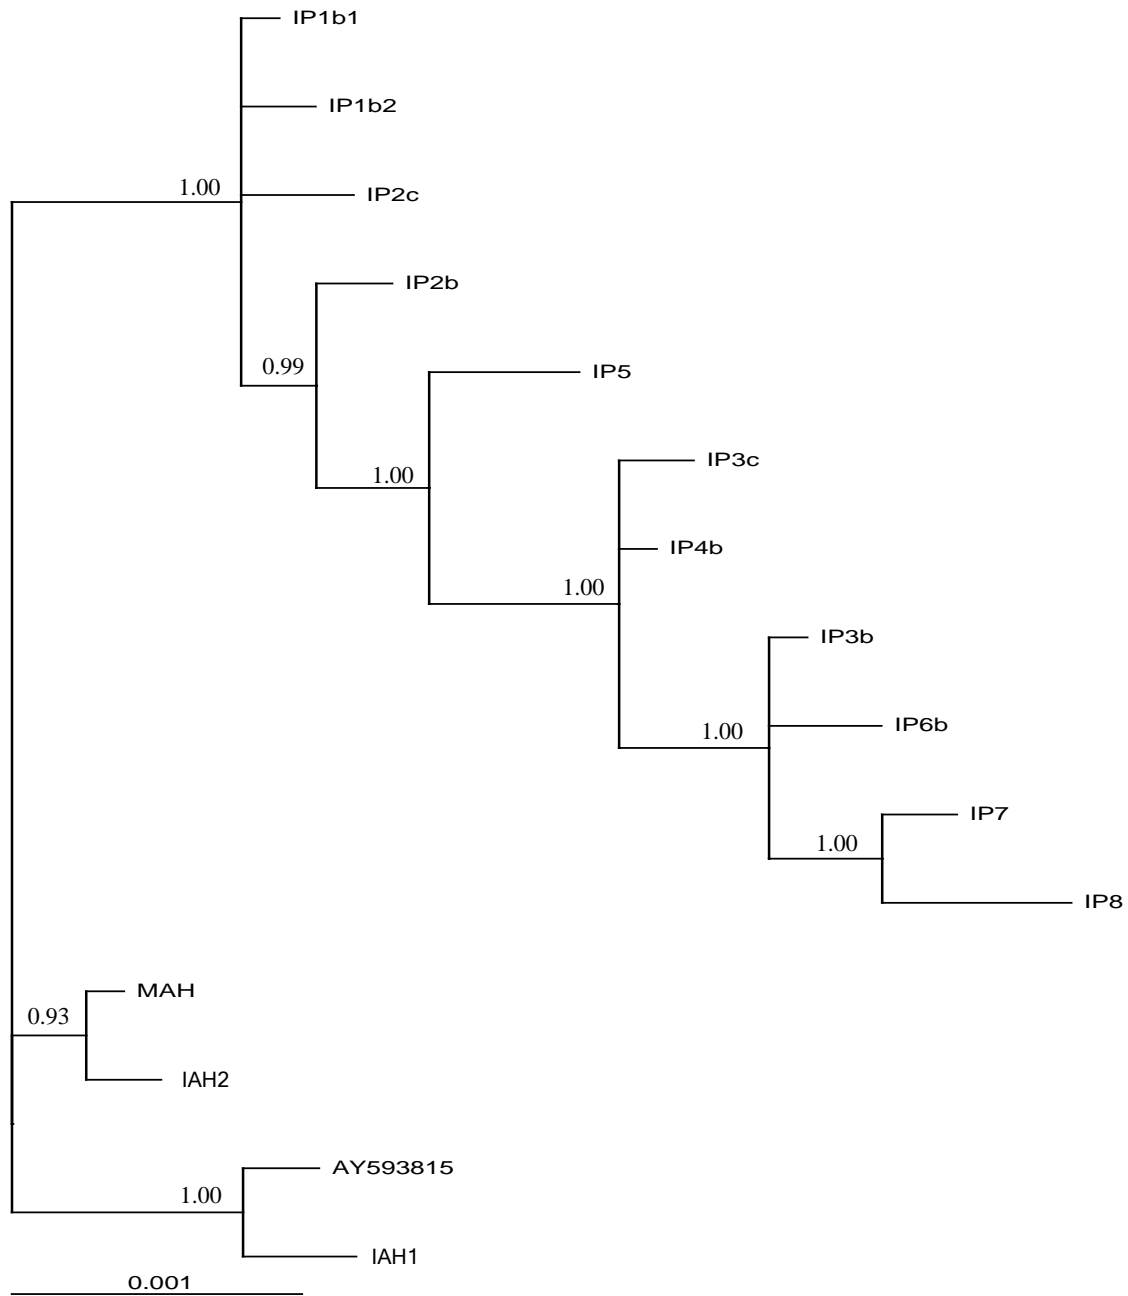 IP1b1
IP1b2
1.00
IP2c
IP2b
0.99
IP5
1.00
IP3c
IP4b
1.00
IP3b
IP6b
1.00
IP7
1.00
IP8
MAH
0.93
IAH2
AY593815
1.00
IAH1
0.001